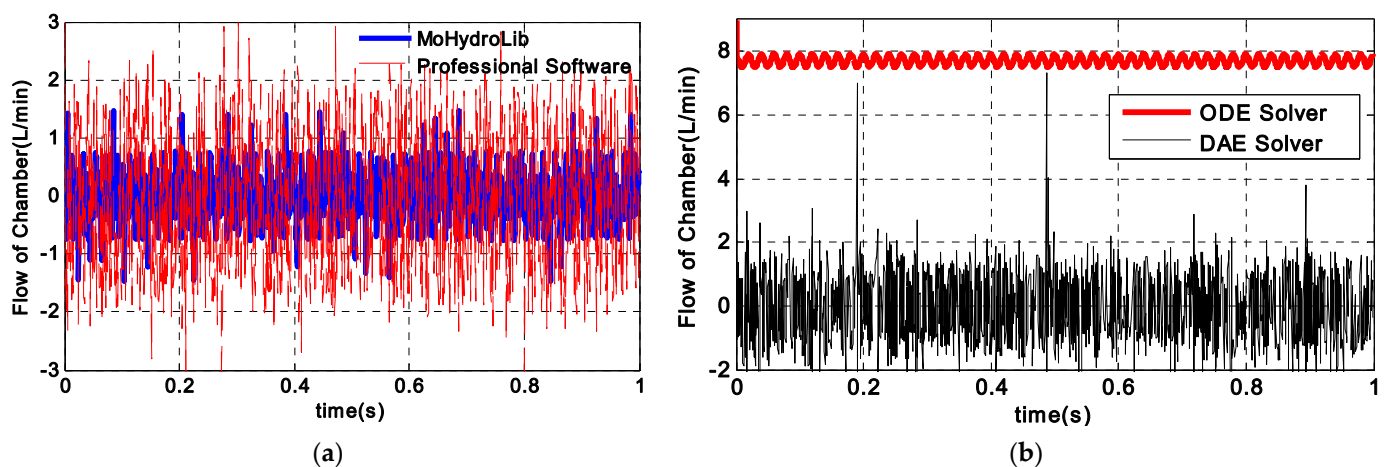 3
2
1
0
-1
-2
-3
Flow of Chamber(L/min)
MoHydroLib
Professional Software
0
0.2
0.4
0.6
0.8
1
time(s)
(a)
8
6
4
2
0
-2
Flow of Chamber(L/min)
ODE Solver
DAE Solver
0
0.2
0.4
0.6
0.8
1
time(s)
(b)